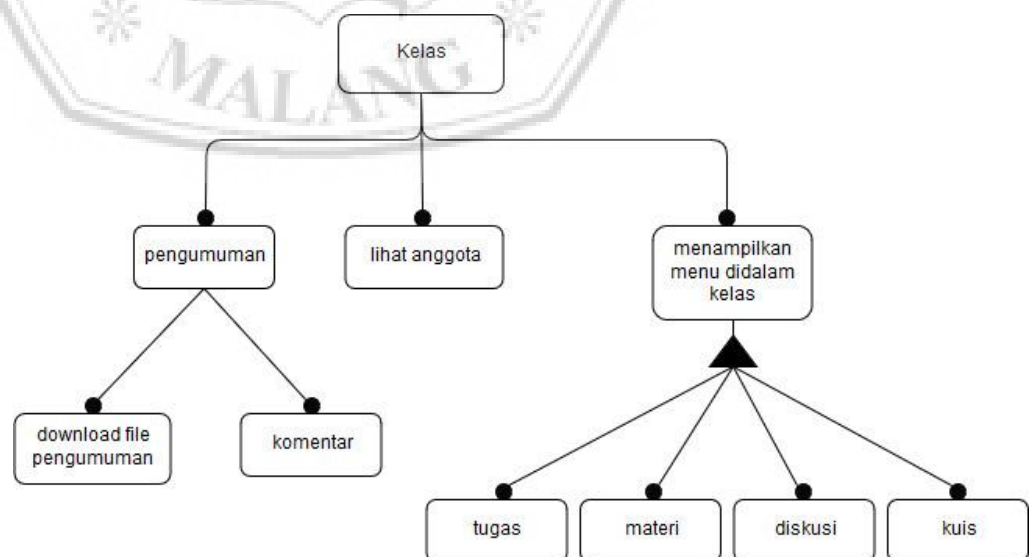 Kelas
MALANG
pengumuman
lihat anggota
menampilkan
menu didalam
kelas
download file
pengumuman
komentar
tugas
materi
diskusi
kuis